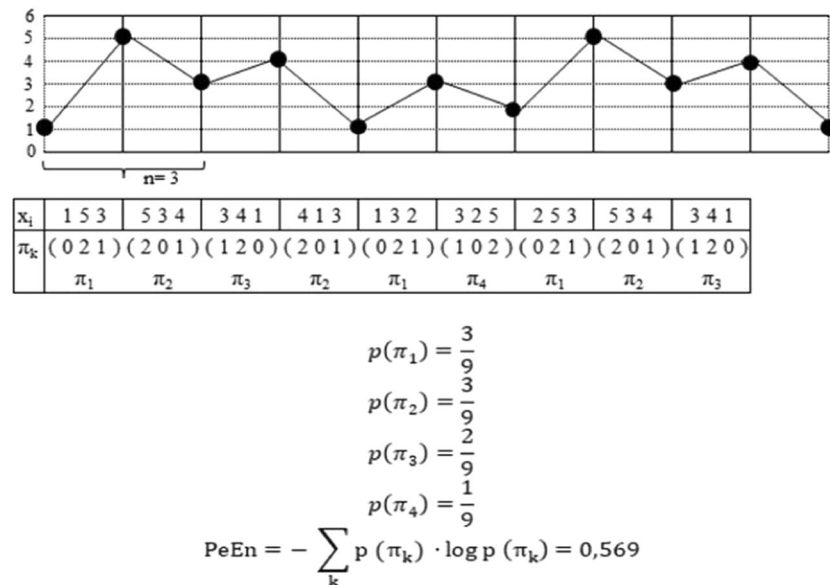 6
5
4
3
2
1
0
n= 3
xᵢ 1 5 3 5 3 4 3 4 1 4 1 3 1 3 2 3 2 5 2 5 3 5 3 4 3 4 1
πₖ ( 0 2 1 ) ( 2 0 1 ) ( 1 2 0 ) ( 2 0 1 ) ( 0 2 1 ) ( 1 0 2 ) ( 0 2 1 ) ( 2 0 1 ) ( 1 2 0 )
π₁ π₂ π₃ π₂ π₁ π₄ π₁ π₂ π₃
p(π₁) = 3/9
p(π₂) = 3/9
p(π₃) = 2/9
p(π₄) = 1/9
PeEn = − ∑ₖ p (πₖ) · log p (πₖ) = 0,569